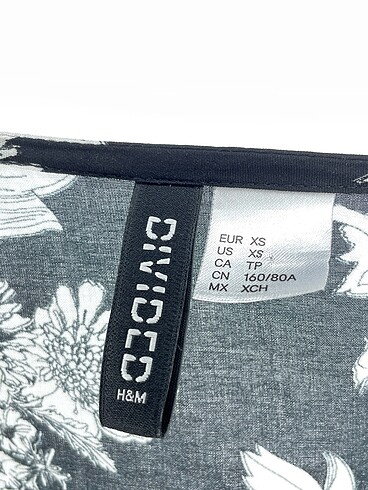 DIVIDED
H&M
EUR XS
US XS
CA TP
CN 160/80A
MX XCH